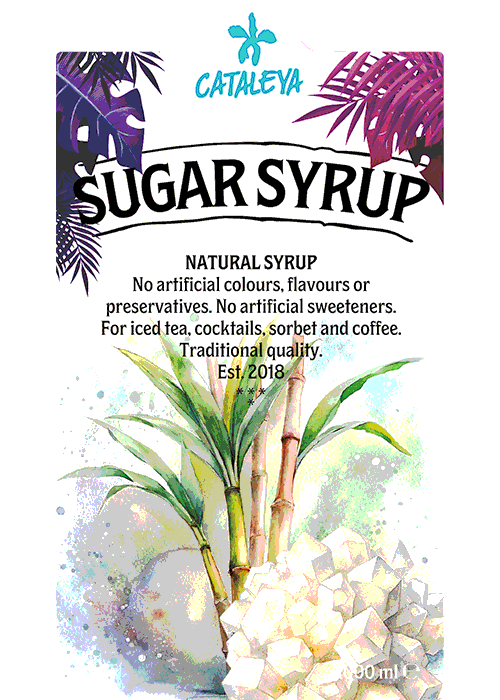 CATALEYA
SUGAR SYRUP
NATURAL SYRUP
No artificial colours, flavours or
preservatives. No artificial sweeteners.
For iced tea, cocktails, sorbet and coffee.
Traditional quality.
Est. 2018
* * *
*
ml ℮